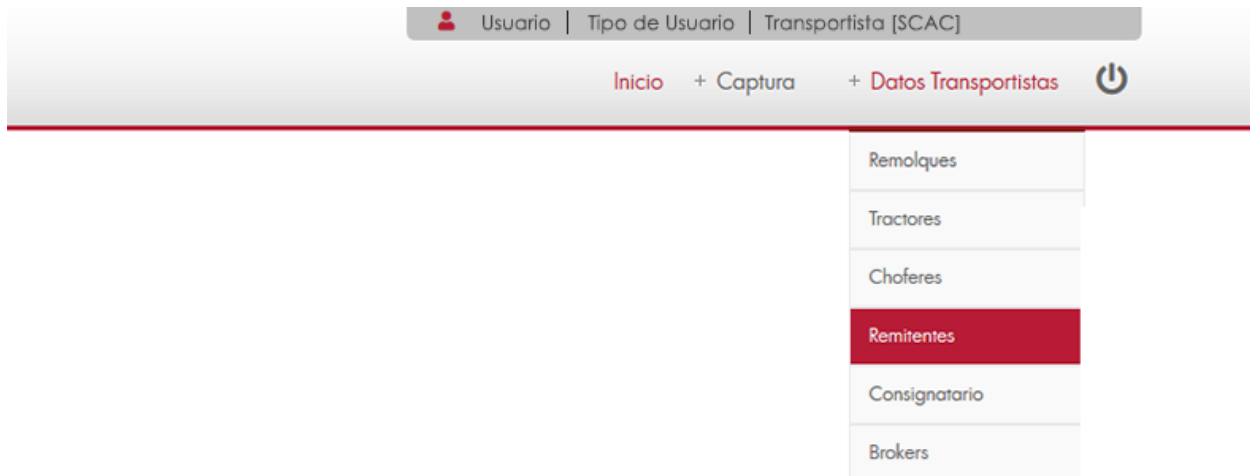 Usuario | Tipo de Usuario | Transportista [SCAC]
Inicio + Captura + Datos Transportistas
Remolques
Tractores
Choferes
Remitentes
Consignatario
Brokers